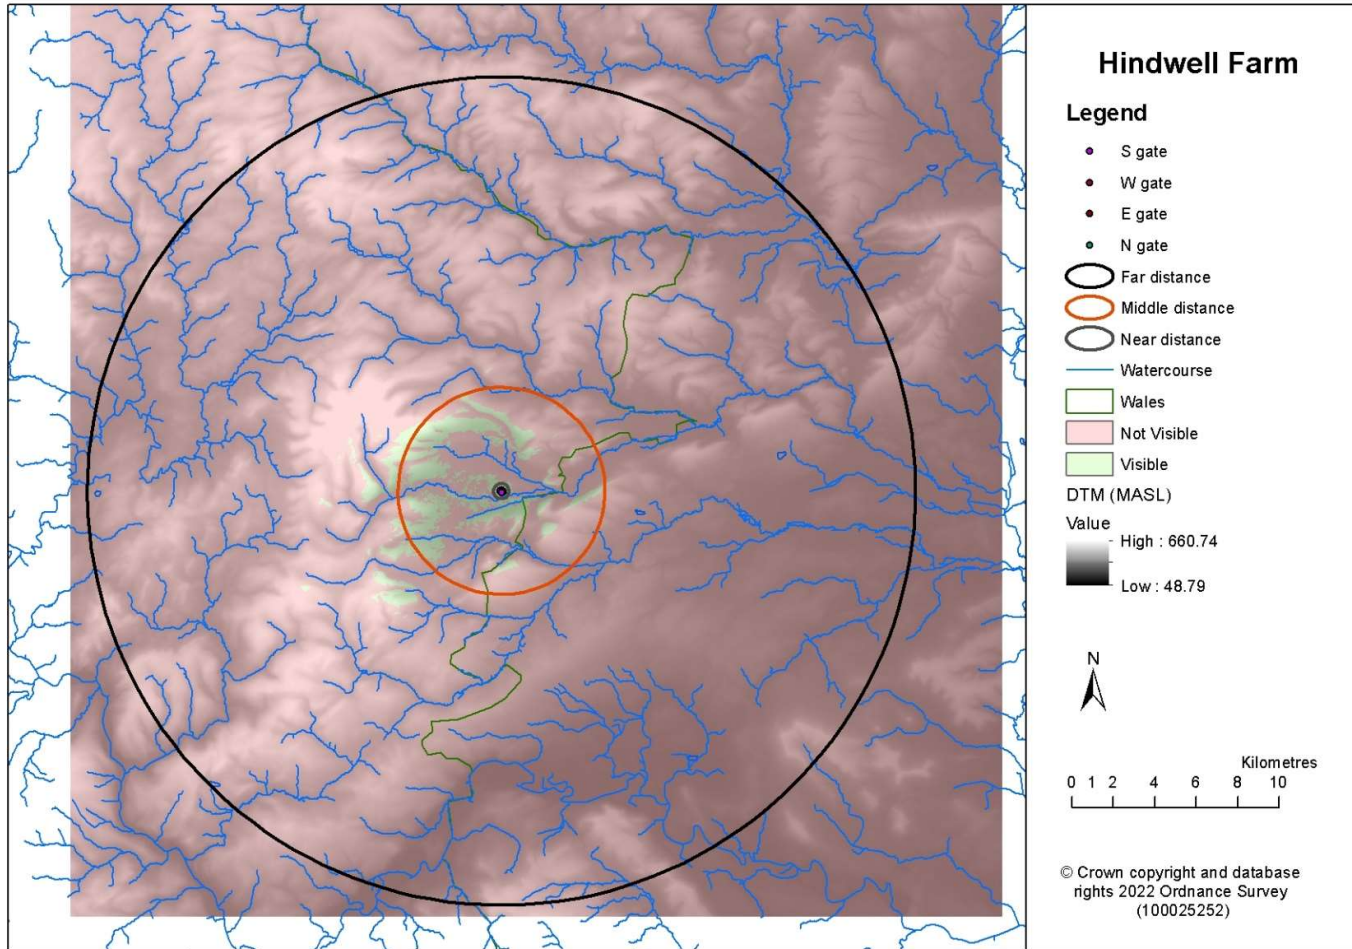 Hindwell Farm
Legend
S gate
W gate
E gate
N gate
Far distance
Middle distance
Near distance
Watercourse
Wales
Not Visible
Visible
DTM (MASL)
Value
High : 660.74
Low : 48.79
N
Kilometres
0 1 2 4 6 8 10
© Crown copyright and database
rights 2022 Ordnance Survey
(100025252)